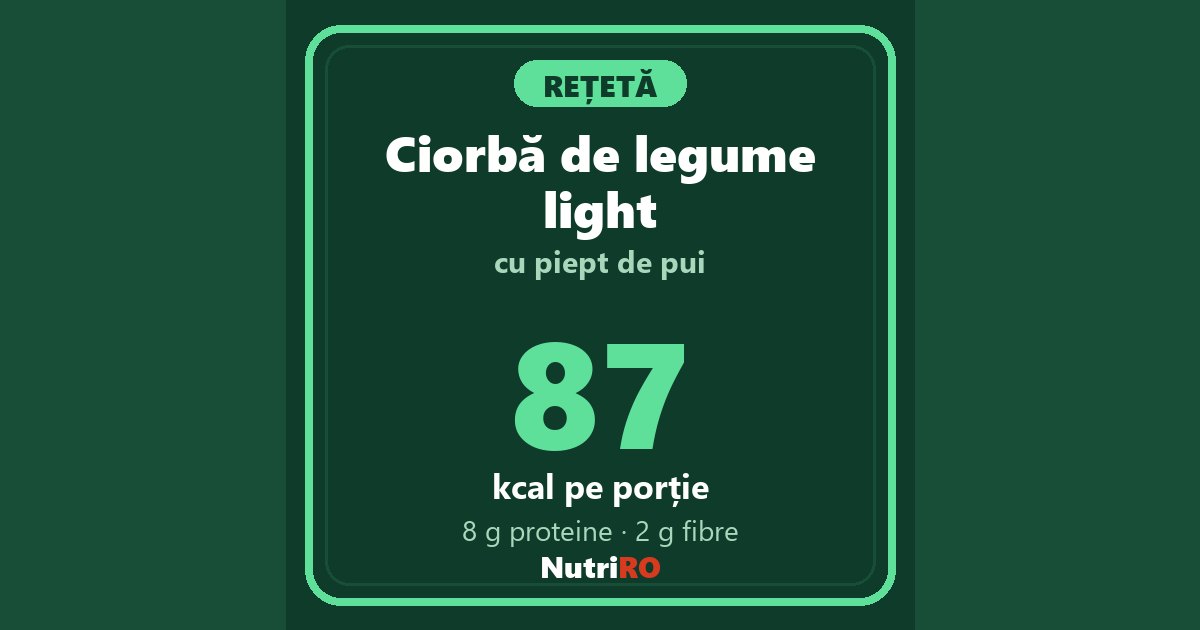 REȚETĂ
Ciorbă de legume
light
cu piept de pui
87
kcal pe porție
8 g proteine · 2 g fibre
NutriRO